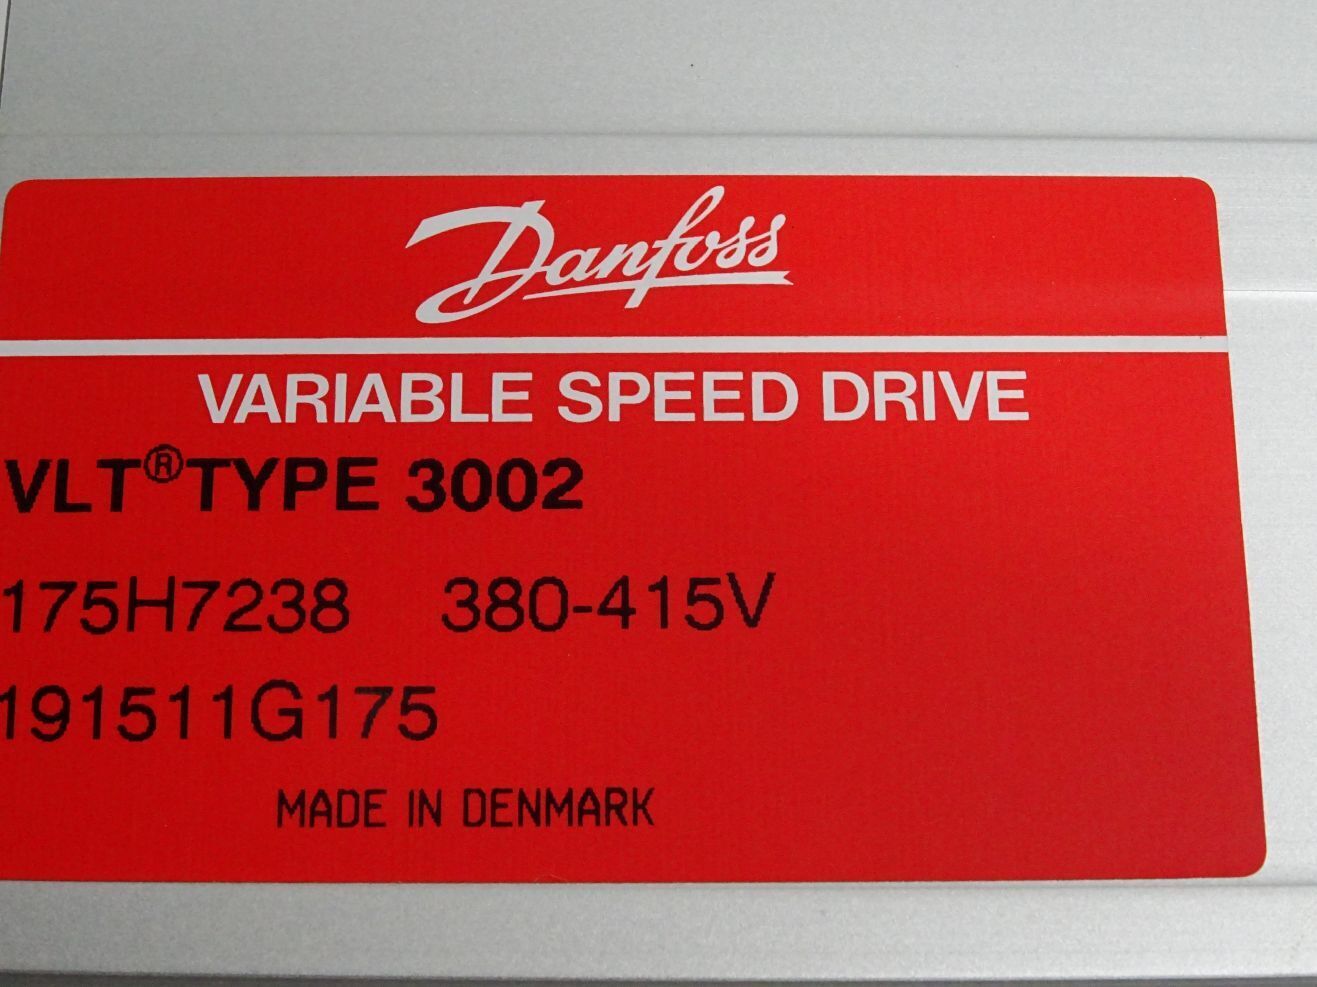 Danfoss
VARIABLE SPEED DRIVE
VLT® TYPE 3002
175H7238 380-415V
191511G175
MADE IN DENMARK